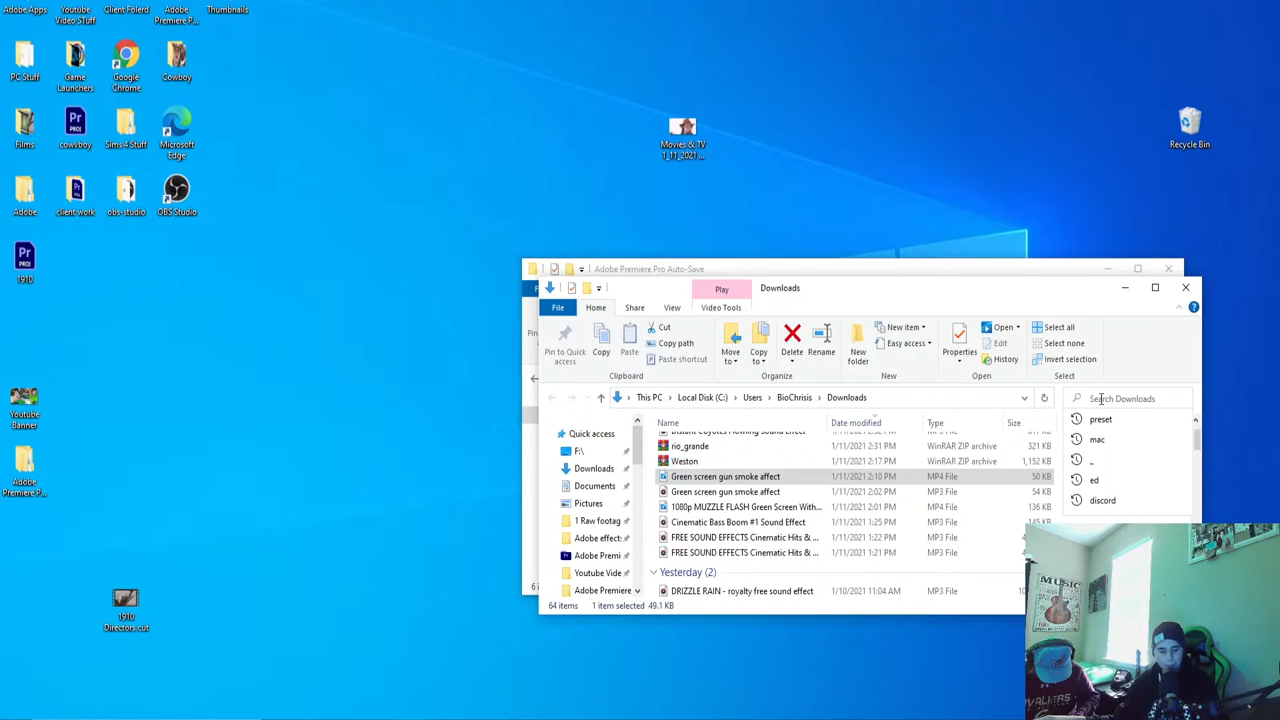 Adobe Apps
Youtube Video STuff
Client Folerd
Adobe Premiere P...
Thumbnails
PC Stuff
Game Launchers
Google Chrome
Cowboy
Films
cowvboy
Sims 4 Stuff
Microsoft Edge
Adobe
client work
obs-studio
OBS Studio
1910
Youtube Banner
Adobe Premiere P...
1910 Directors cut
Movies & TV 1_11_2021 ...
Recycle Bin
Adobe Premiere Pro Auto-Save
Play
Downloads
File
Home
Share
View
Video Tools
Pin to Quick access
Copy
Paste
Cut
Copy path
Paste shortcut
Clipboard
Move to
Copy to
Delete
Rename
Organize
New folder
New item
Easy access
New
Properties
Open
Edit
History
Open
Select all
Select none
Invert selection
Select
This PC
Local Disk (C:)
Users
BioChrisis
Downloads
Search Downloads
preset
mac
_
ed
discord
Quick access
F:\
Downloads
Documents
Pictures
1 Raw footag
Adobe effect:
Adobe Premi
Youtube Vide
Adobe Premiere
Name
Date modified
Type
Size
Distant Coyotes Howling Sound Effect
rio_grande 1/11/2021 2:31 PM WinRAR ZIP archive 321 KB
Weston 1/11/2021 2:17 PM WinRAR ZIP archive 1,152 KB
Green screen gun smoke affect 1/11/2021 2:10 PM MP4 File 50 KB
Green screen gun smoke affect 1/11/2021 2:02 PM MP3 File 54 KB
1080p MUZZLE FLASH Green Screen With... 1/11/2021 2:01 PM MP4 File 136 KB
Cinematic Bass Boom #1 Sound Effect 1/11/2021 1:25 PM MP3 File 145 KB
FREE SOUND EFFECTS Cinematic Hits & ... 1/11/2021 1:22 PM MP3 File
FREE SOUND EFFECTS Cinematic Hits & ... 1/11/2021 1:21 PM MP3 File
Yesterday (2)
DRIZZLE RAIN - royalty free sound effect 1/10/2021 11:04 AM MP3 File
64 items 1 item selected 49.1 KB
MUSIC